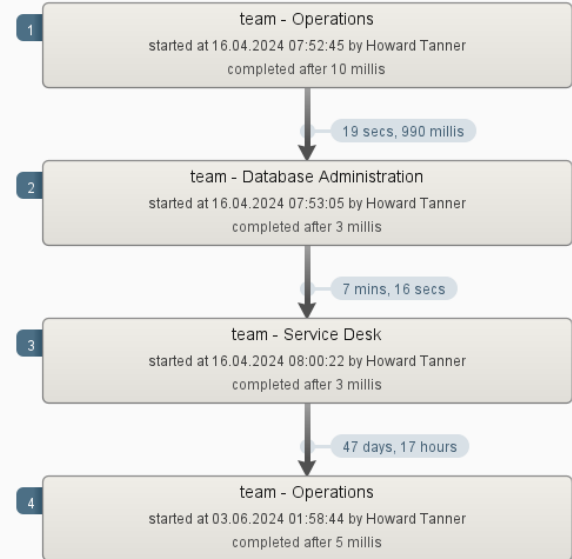 1
team - Operations
started at 16.04.2024 07:52:45 by Howard Tanner
completed after 10 millis
19 secs, 990 millis
2
team - Database Administration
started at 16.04.2024 07:53:05 by Howard Tanner
completed after 3 millis
7 mins, 16 secs
3
team - Service Desk
started at 16.04.2024 08:00:22 by Howard Tanner
completed after 3 millis
47 days, 17 hours
4
team - Operations
started at 03.06.2024 01:58:44 by Howard Tanner
completed after 5 millis